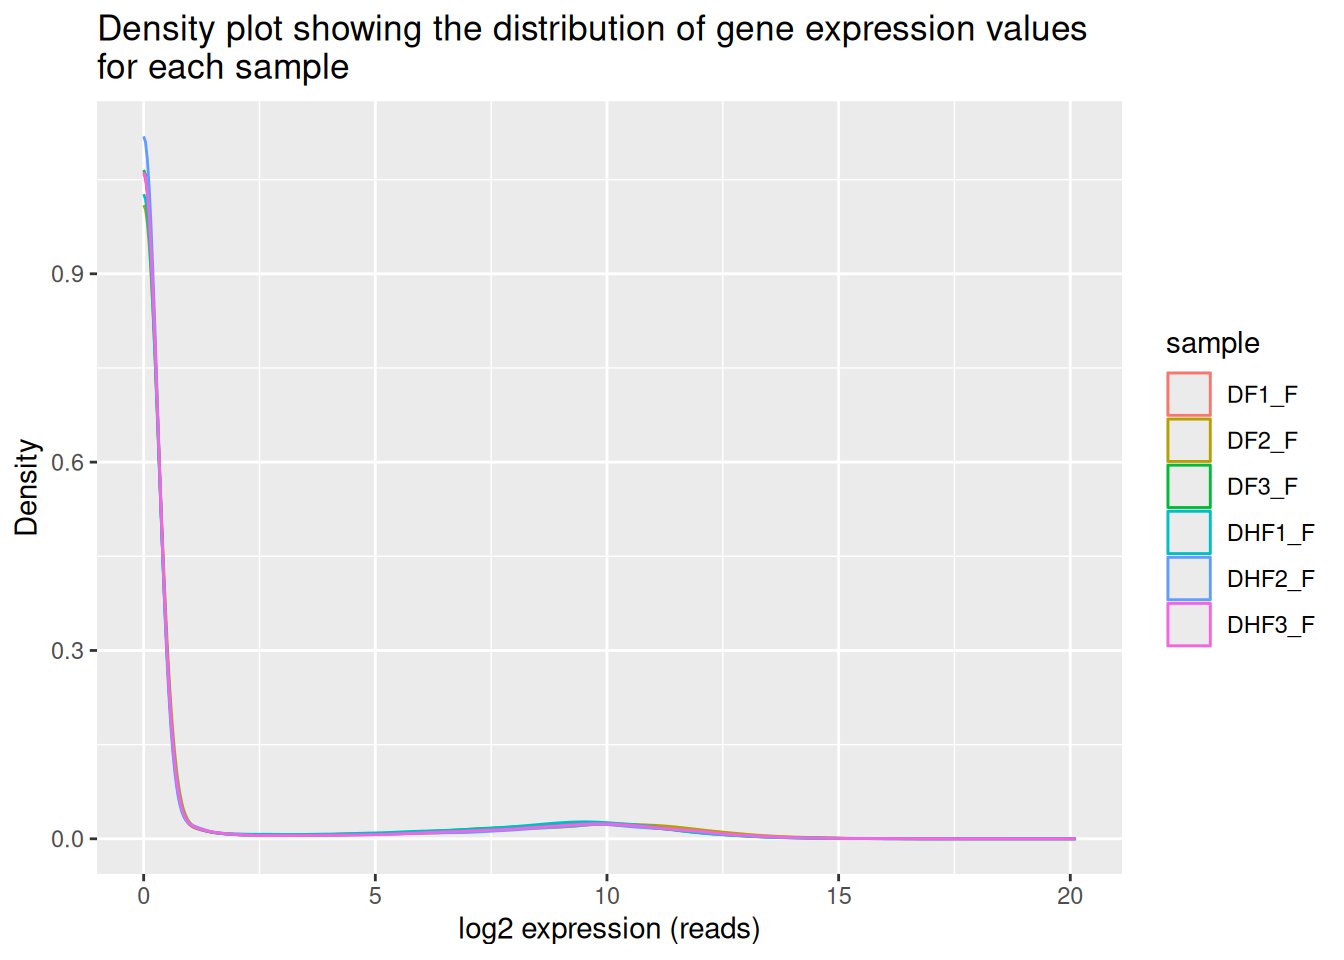 Density plot showing the distribution of gene expression values
for each sample
Density
0.9
0.6
0.3
0.0
0
5
10
15
20
log2 expression (reads)
sample
DF1_F
DF2_F
DF3_F
DHF1_F
DHF2_F
DHF3_F